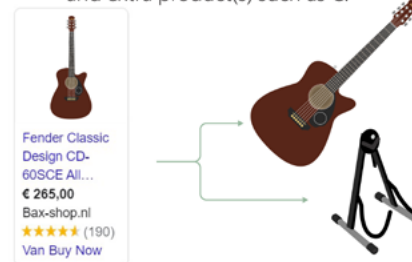 and extra product(s) such as C.
Fender Classic
Design CD-
60SCE All...
€ 265,00
Bax-shop.nl
(190)
Van Buy Now